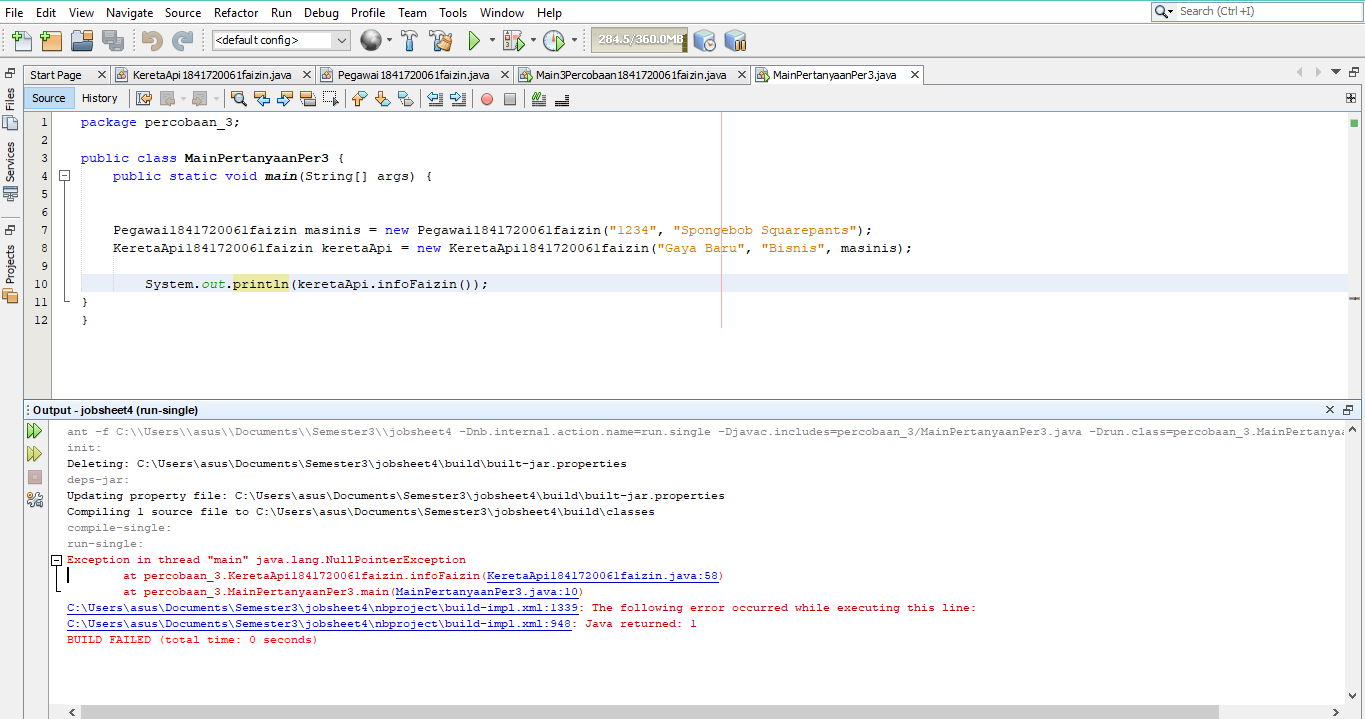 File Edit View Navigate Source Refactor Run Debug Profile Team Tools Window Help
Search (Ctrl+I)
<default config>
284.5/360.0MB
Start Page KeretaApi1841720061faizin.java Pegawai1841720061faizin.java Main3Percobaan1841720061faizin.java MainPertanyaanPer3.java
Source History
Files
Services
Projects
1 package percobaan_3;
2
3 public class MainPertanyaanPer3 {
4 public static void main(String[] args) {
5
6
7 Pegawai1841720061faizin masinis = new Pegawai1841720061faizin("1234", "Spongebob Squarepants");
8 KeretaApi1841720061faizin keretaApi = new KeretaApi1841720061faizin("Gaya Baru", "Bisnis", masinis);
9
10 System.out.println(keretaApi.infoFaizin());
11 }
12 }
Output - jobsheet4 (run-single)
ant -f C:\\Users\\asus\\Documents\\Semester3\\jobsheet4 -Dnb.internal.action.name=run.single -Djavac.includes=percobaan_3/MainPertanyaanPer3.java -Drun.class=percobaan_3.MainPertanyaa
init:
Deleting: C:\Users\asus\Documents\Semester3\jobsheet4\build\built-jar.properties
deps-jar:
Updating property file: C:\Users\asus\Documents\Semester3\jobsheet4\build\built-jar.properties
Compiling 1 source file to C:\Users\asus\Documents\Semester3\jobsheet4\build\classes
compile-single:
run-single:
Exception in thread "main" java.lang.NullPointerException
at percobaan_3.KeretaApi1841720061faizin.infoFaizin(KeretaApi1841720061faizin.java:58)
at percobaan_3.MainPertanyaanPer3.main(MainPertanyaanPer3.java:10)
C:\Users\asus\Documents\Semester3\jobsheet4\nbproject\build-impl.xml:1339: The following error occurred while executing this line:
C:\Users\asus\Documents\Semester3\jobsheet4\nbproject\build-impl.xml:948: Java returned: 1
BUILD FAILED (total time: 0 seconds)